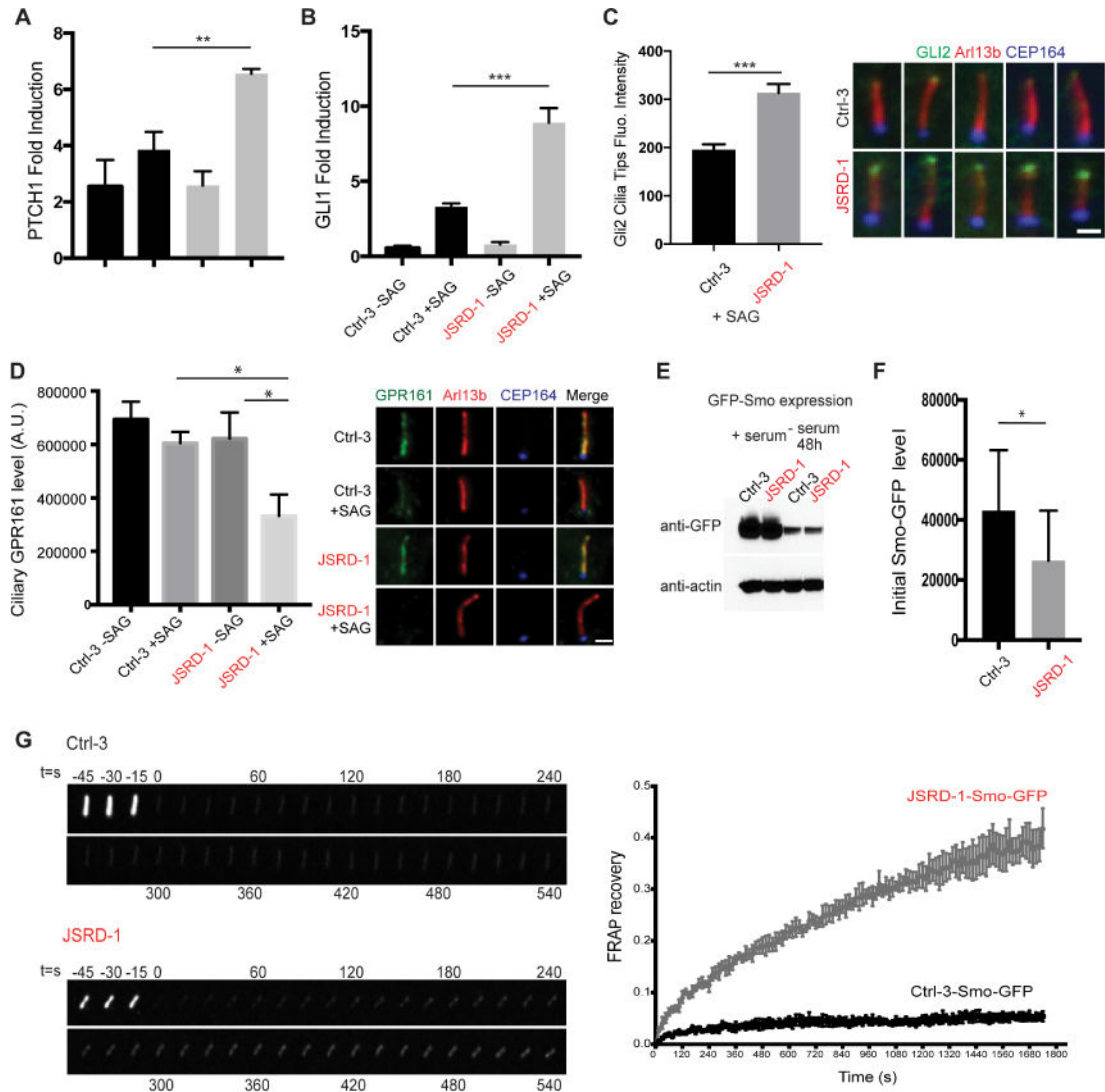 A
PTCH1 Fold Induction
8
6
4
2
0
**
B
GLI1 Fold Induction
15
10
5
0
***
Ctrl-3 -SAG
Ctrl-3 +SAG
JSRD-1 -SAG
JSRD-1 +SAG
C
Gli2 Cilia Tips Fluo. Intensity
400
300
200
100
0
***
Ctrl-3
JSRD-1
+ SAG
GLI2 Arl13b CEP164
Ctrl-3
JSRD-1
D
Ciliary GPR161 level (A.U.)
800000
600000
400000
200000
0
*
*
Ctrl-3 -SAG
Ctrl-3 +SAG
JSRD-1 -SAG
JSRD-1 +SAG
GPR161 Arl13b CEP164 Merge
Ctrl-3
Ctrl-3
+SAG
JSRD-1
JSRD-1
+SAG
E
GFP-Smo expression
+ serum - serum
48h
Ctrl-3
JSRD-1
Ctrl-3
JSRD-1
anti-GFP
anti-actin
F
Initial Smo-GFP level
80000
60000
40000
20000
0
*
Ctrl-3
JSRD-1
G
Ctrl-3
t=s -45 -30 -15 0 60 120 180 240
300 360 420 480 540
JSRD-1
t=s -45 -30 -15 0 60 120 180 240
300 360 420 480 540
FRAP recovery
0.5
0.4
0.3
0.2
0.1
0.0
JSRD-1-Smo-GFP
Ctrl-3-Smo-GFP
0 120 240 360 480 600 720 840 960 1080 1200 1320 1440 1560 1680 1800
Time (s)